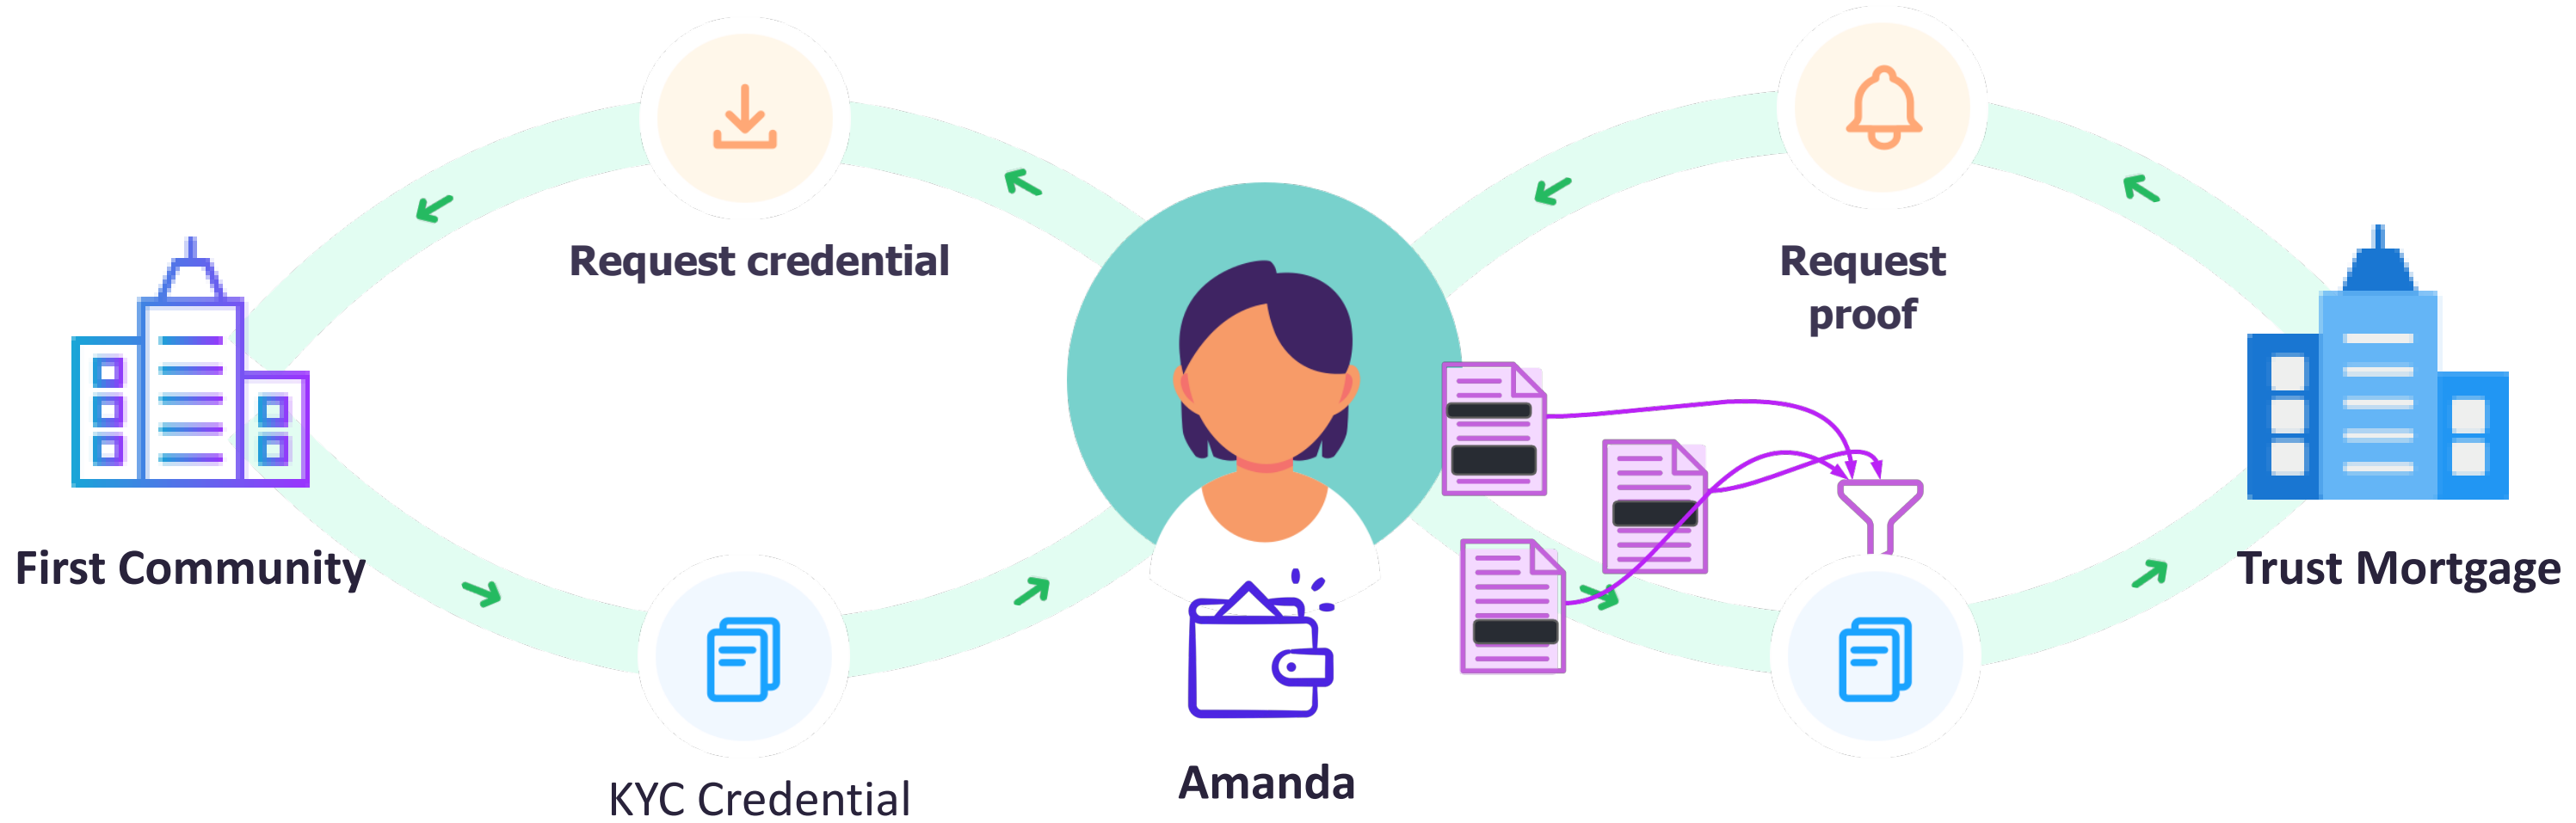 Request credential
Request
proof
First Community
Trust Mortgage
KYC Credential
Amanda